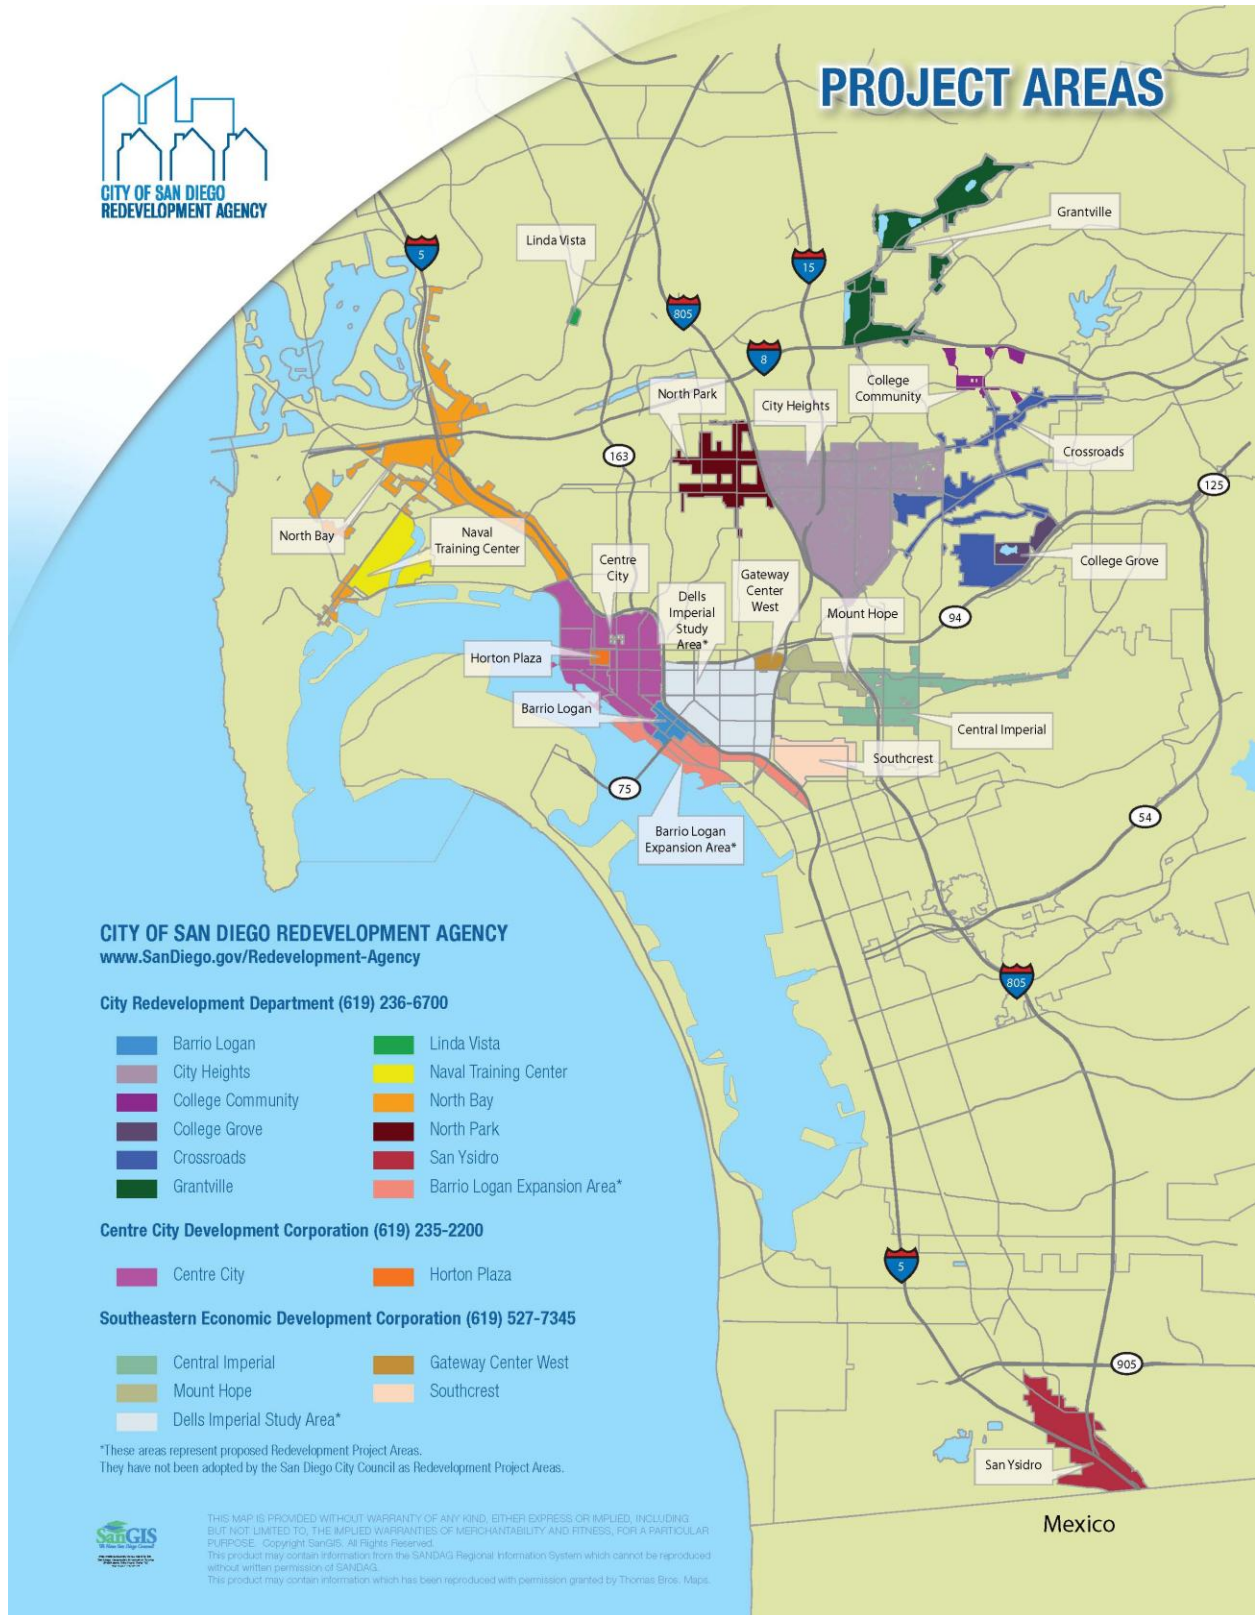 PROJECT AREAS
CITY OF SAN DIEGO
REDEVELOPMENT AGENCY
Grantville
Linda Vista
5
15
805
8
College
Community
North Park
City Heights
Crossroads
163
125
North Bay
Naval
Training Center
Centre
City
Gateway
Center
West
College Grove
Dells
Imperial
Study
Area*
Mount Hope
94
Horton Plaza
Barrio Logan
Central Imperial
Southcrest
75
54
Barrio Logan
Expansion Area*
805
5
905
San Ysidro
Mexico
CITY OF SAN DIEGO REDEVELOPMENT AGENCY
www.SanDiego.gov/Redevelopment-Agency
City Redevelopment Department (619) 236-6700
Barrio Logan
Linda Vista
City Heights
Naval Training Center
College Community
North Bay
College Grove
North Park
Crossroads
San Ysidro
Grantville
Barrio Logan Expansion Area*
Centre City Development Corporation (619) 235-2200
Centre City
Horton Plaza
Southeastern Economic Development Corporation (619) 527-7345
Central Imperial
Gateway Center West
Mount Hope
Southcrest
Dells Imperial Study Area*
*These areas represent proposed Redevelopment Project Areas.
They have not been adopted by the San Diego City Council as Redevelopment Project Areas.
SanGIS
THIS MAP IS PROVIDED WITHOUT WARRANTY OF ANY KIND, EITHER EXPRESS OR IMPLIED, INCLUDING
BUT NOT LIMITED TO, THE IMPLIED WARRANTIES OF MERCHANTABILITY AND FITNESS, FOR A PARTICULAR
PURPOSE. Copyright SanGIS. All Rights Reserved.
This product may contain information from the SANDAG Regional Information System which cannot be reproduced
without written permission of SANDAG.
This product may contain information which has been reproduced with permission granted by Thomas Bros. Maps.